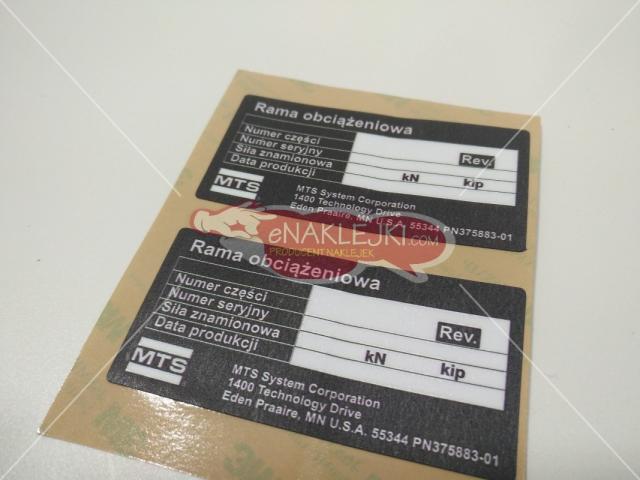 Rama obciążeniowa
Numer części
Numer seryjny
Rev.
Siła znamionowa
kN
kip
Data produkcji
MTS
MTS System Corporation
1400 Technology Drive
Eden Praaire, MN U.S.A. 55344 PN375883-01
eNAKLEJKI.COM
PRODUCENT NAKLEJEK
Rama obciążeniowa
Numer części
Numer seryjny
Rev.
Siła znamionowa
kN
kip
Data produkcji
MTS
MTS System Corporation
1400 Technology Drive
Eden Praaire, MN U.S.A. 55344 PN375883-01